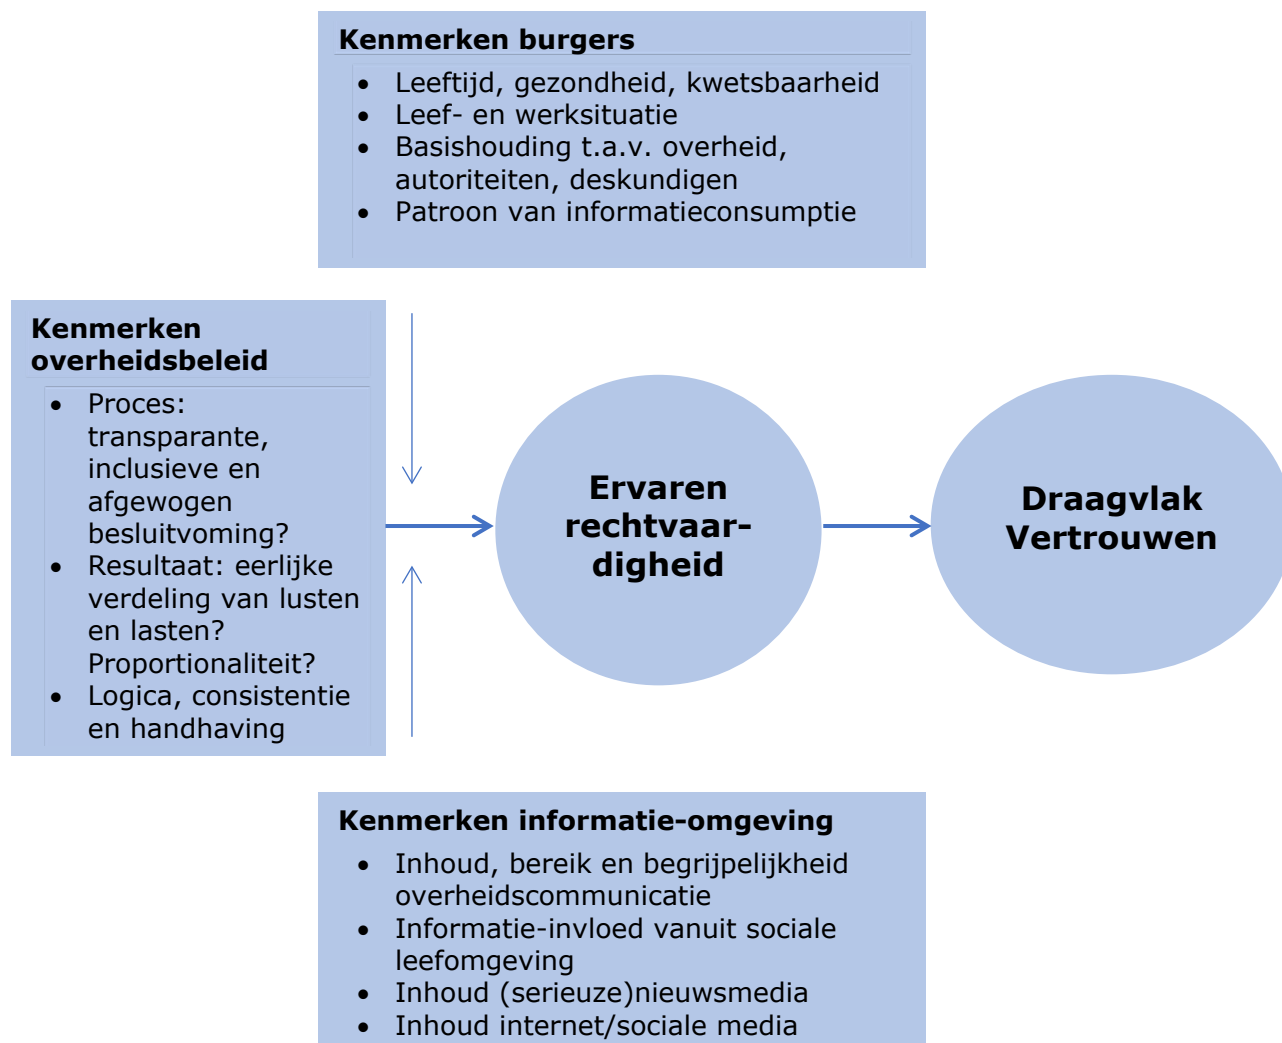 Kenmerken burgers
• Leeftijd, gezondheid, kwetsbaarheid
• Leef- en werksituatie
• Basishouding t.a.v. overheid,
autoriteiten, deskundigen
• Patroon van informatieconsumptie
Kenmerken
overheidsbeleid
• Proces:
transparante,
inclusieve en
afgewogen
besluitvoming?
• Resultaat: eerlijke
verdeling van lusten
en lasten?
Proportionaliteit?
• Logica, consistentie
en handhaving
Ervaren
rechtvaar-
digheid
Draagvlak
Vertrouwen
Kenmerken informatie-omgeving
• Inhoud, bereik en begrijpelijkheid
overheidscommunicatie
• Informatie-invloed vanuit sociale
leefomgeving
• Inhoud (serieuze)nieuwsmedia
• Inhoud internet/sociale media